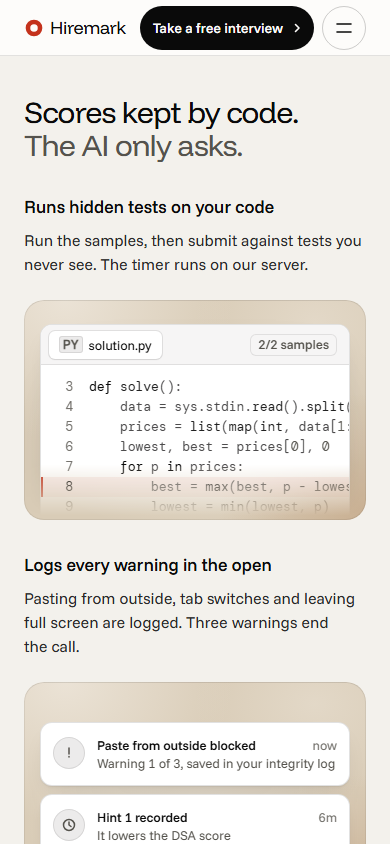 Hiremark
Take a free interview
Scores kept by code.
The AI only asks.
Runs hidden tests on your code
Run the samples, then submit against tests you
never see. The timer runs on our server.
PY solution.py 2/2 samples
3 def solve():
4 data = sys.stdin.read().split(
5 prices = list(map(int, data[1:
6 lowest, best = prices[0], 0
7 for p in prices:
8 best = max(best, p - lowes
9 lowest = min(lowest, p)
Logs every warning in the open
Pasting from outside, tab switches and leaving
full screen are logged. Three warnings end
the call.
! Paste from outside blocked now
Warning 1 of 3, saved in your integrity log
Hint 1 recorded 6m
It lowers the DSA score